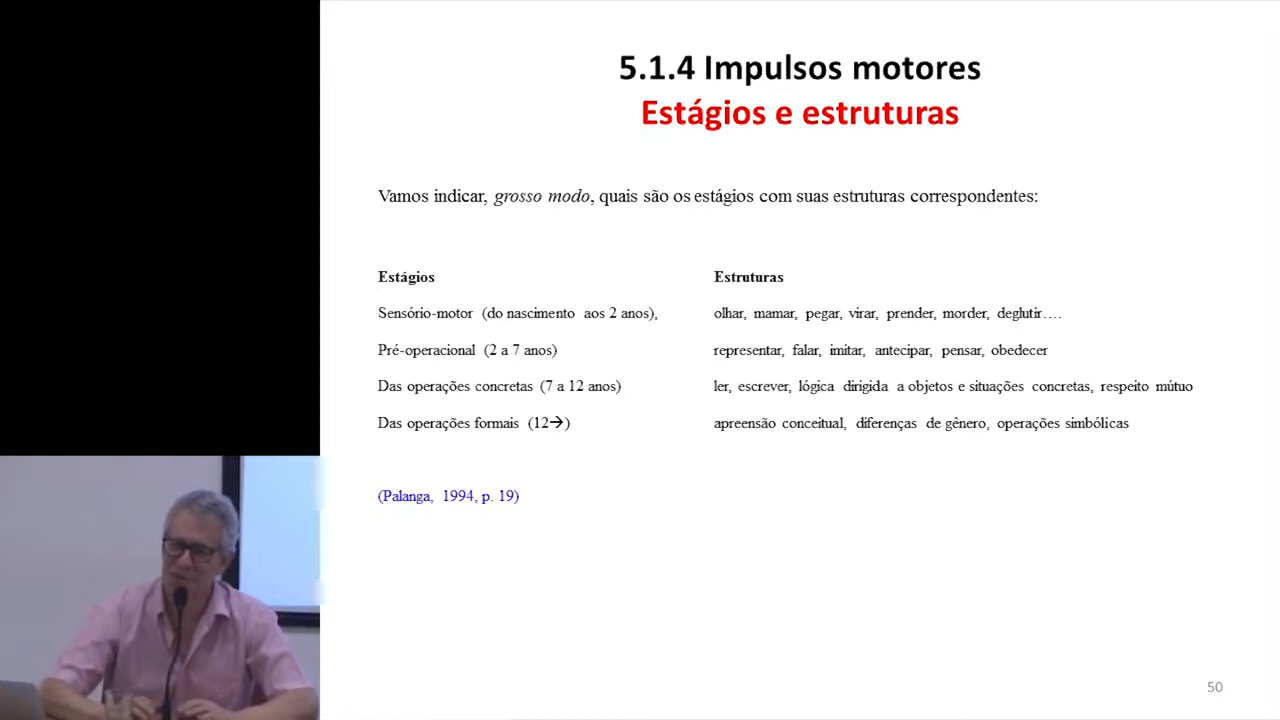 5.1.4 Impulsos motores
Estágios e estruturas
Vamos indicar, grosso modo, quais são os estágios com suas estruturas correspondentes:
Estágios Estruturas
Sensório-motor (do nascimento aos 2 anos), olhar, mamar, pegar, virar, prender, morder, deglutir….
Pré-operacional (2 a 7 anos) representar, falar, imitar, antecipar, pensar, obedecer
Das operações concretas (7 a 12 anos) ler, escrever, lógica dirigida a objetos e situações concretas, respeito mútuo
Das operações formais (12→) apreensão conceitual, diferenças de gênero, operações simbólicas
(Palanga, 1994, p. 19)
50